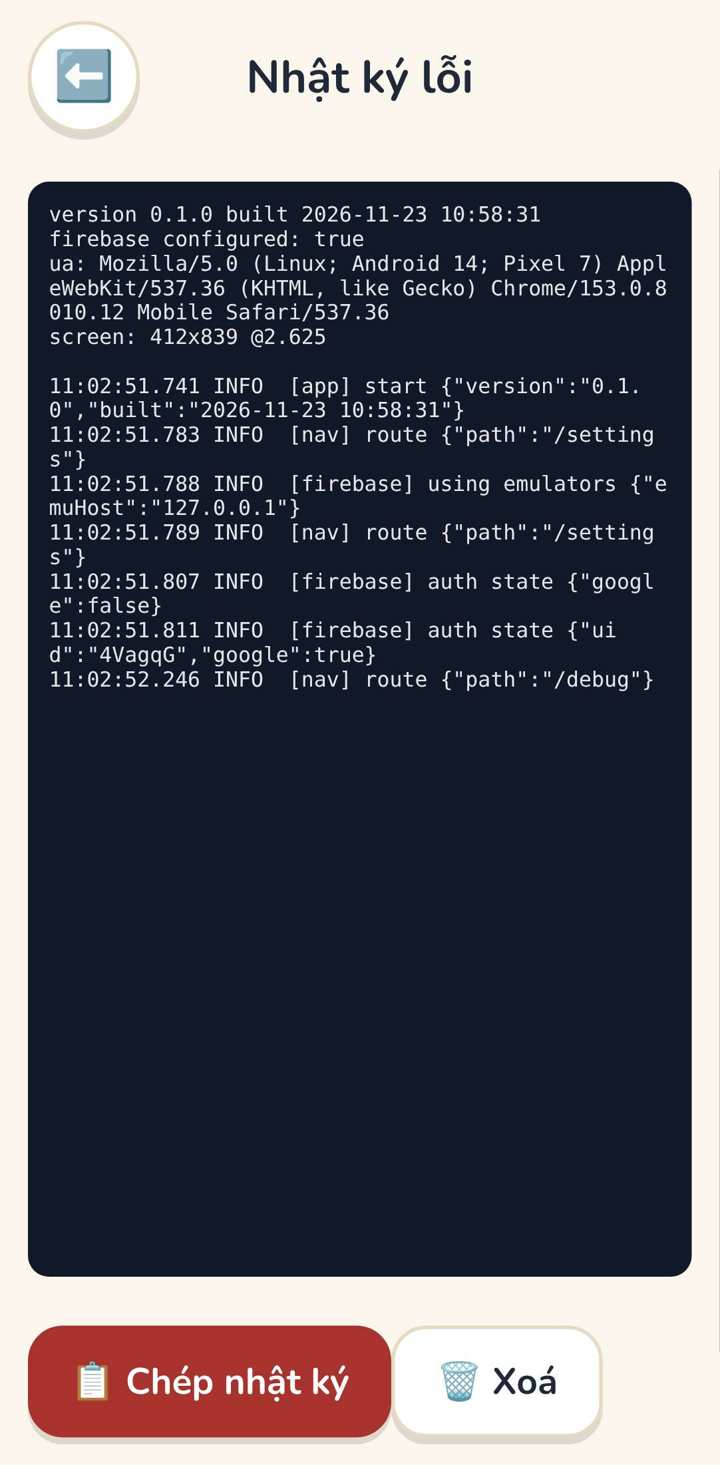 Nhật ký lỗi
version 0.1.0 built 2026-11-23 10:58:31
firebase configured: true
ua: Mozilla/5.0 (Linux; Android 14; Pixel 7) Appl
eWebKit/537.36 (KHTML, like Gecko) Chrome/153.0.8
010.12 Mobile Safari/537.36
screen: 412x839 @2.625

11:02:51.741 INFO  [app] start {"version":"0.1.
0","built":"2026-11-23 10:58:31"}
11:02:51.783 INFO  [nav] route {"path":"/setting
s"}
11:02:51.788 INFO  [firebase] using emulators {"e
muHost":"127.0.0.1"}
11:02:51.789 INFO  [nav] route {"path":"/setting
s"}
11:02:51.807 INFO  [firebase] auth state {"googl
e":false}
11:02:51.811 INFO  [firebase] auth state {"ui
d":"4VagqG","google":true}
11:02:52.246 INFO  [nav] route {"path":"/debug"}
Chép nhật ký
Xoá